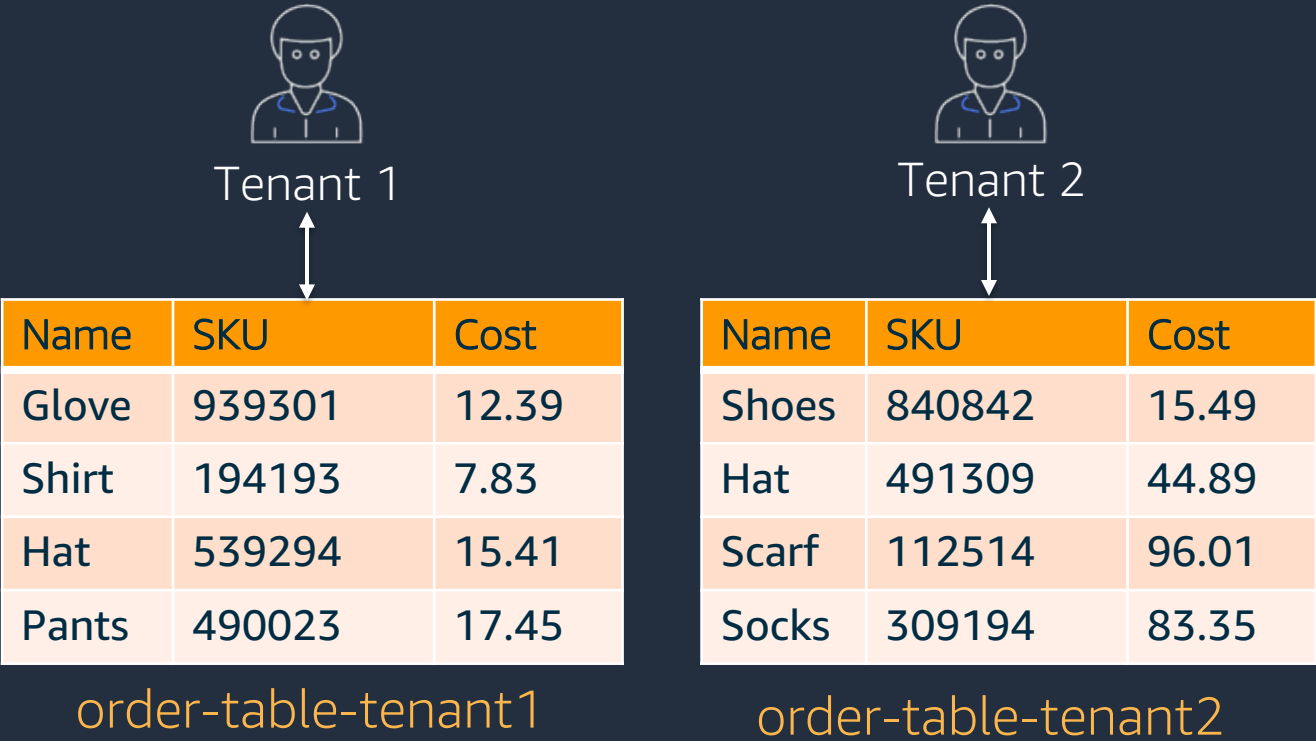 Tenant 1
Name SKU Cost
Glove 939301 12.39
Shirt 194193 7.83
Hat 539294 15.41
Pants 490023 17.45
order-table-tenant1
Tenant 2
Name SKU Cost
Shoes 840842 15.49
Hat 491309 44.89
Scarf 112514 96.01
Socks 309194 83.35
order-table-tenant2